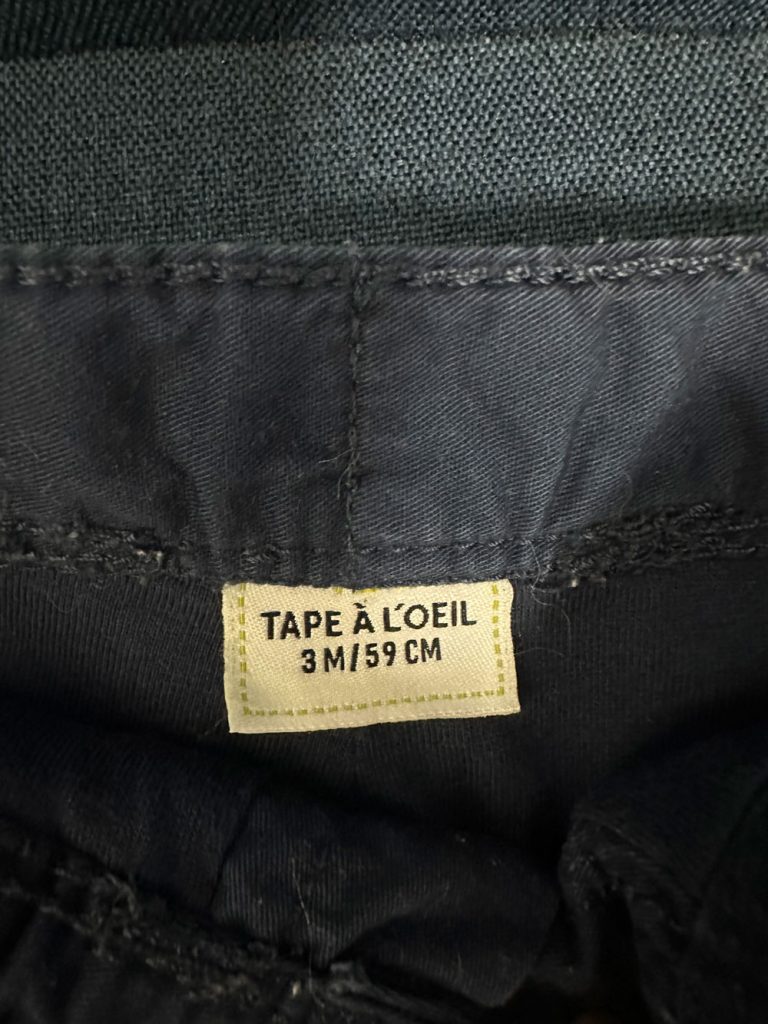 TAPE À L'OEIL
3 M/59 CM